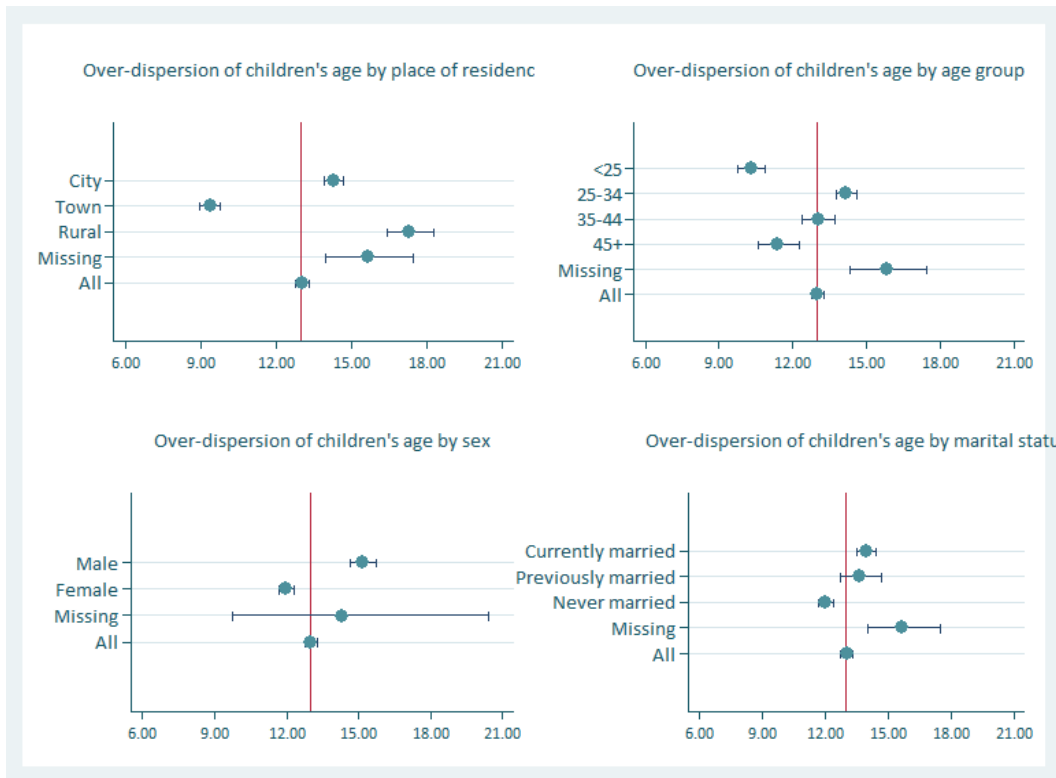 Over-dispersion of children's age by place of residenc
City
Town
Rural
Missing
All
6.00 9.00 12.00 15.00 18.00 21.00
Over-dispersion of children's age by age group
<25
25-34
35-44
45+
Missing
All
6.00 9.00 12.00 15.00 18.00 21.00
Over-dispersion of children's age by sex
Male
Female
Missing
All
6.00 9.00 12.00 15.00 18.00 21.00
Over-dispersion of children's age by marital statu
Currently married
Previously married
Never married
Missing
All
6.00 9.00 12.00 15.00 18.00 21.00